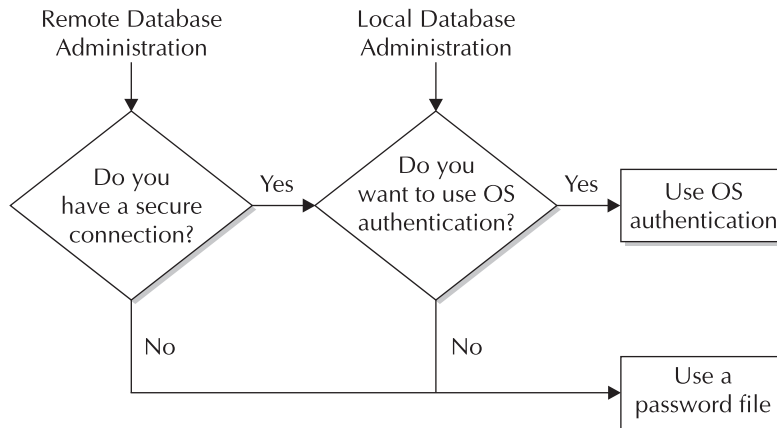 Remote Database
Administration
Local Database
Administration
Do you
have a secure
connection?
Yes
Do you
want to use OS
authentication?
Yes
Use OS
authentication
No
No
Use a
password file